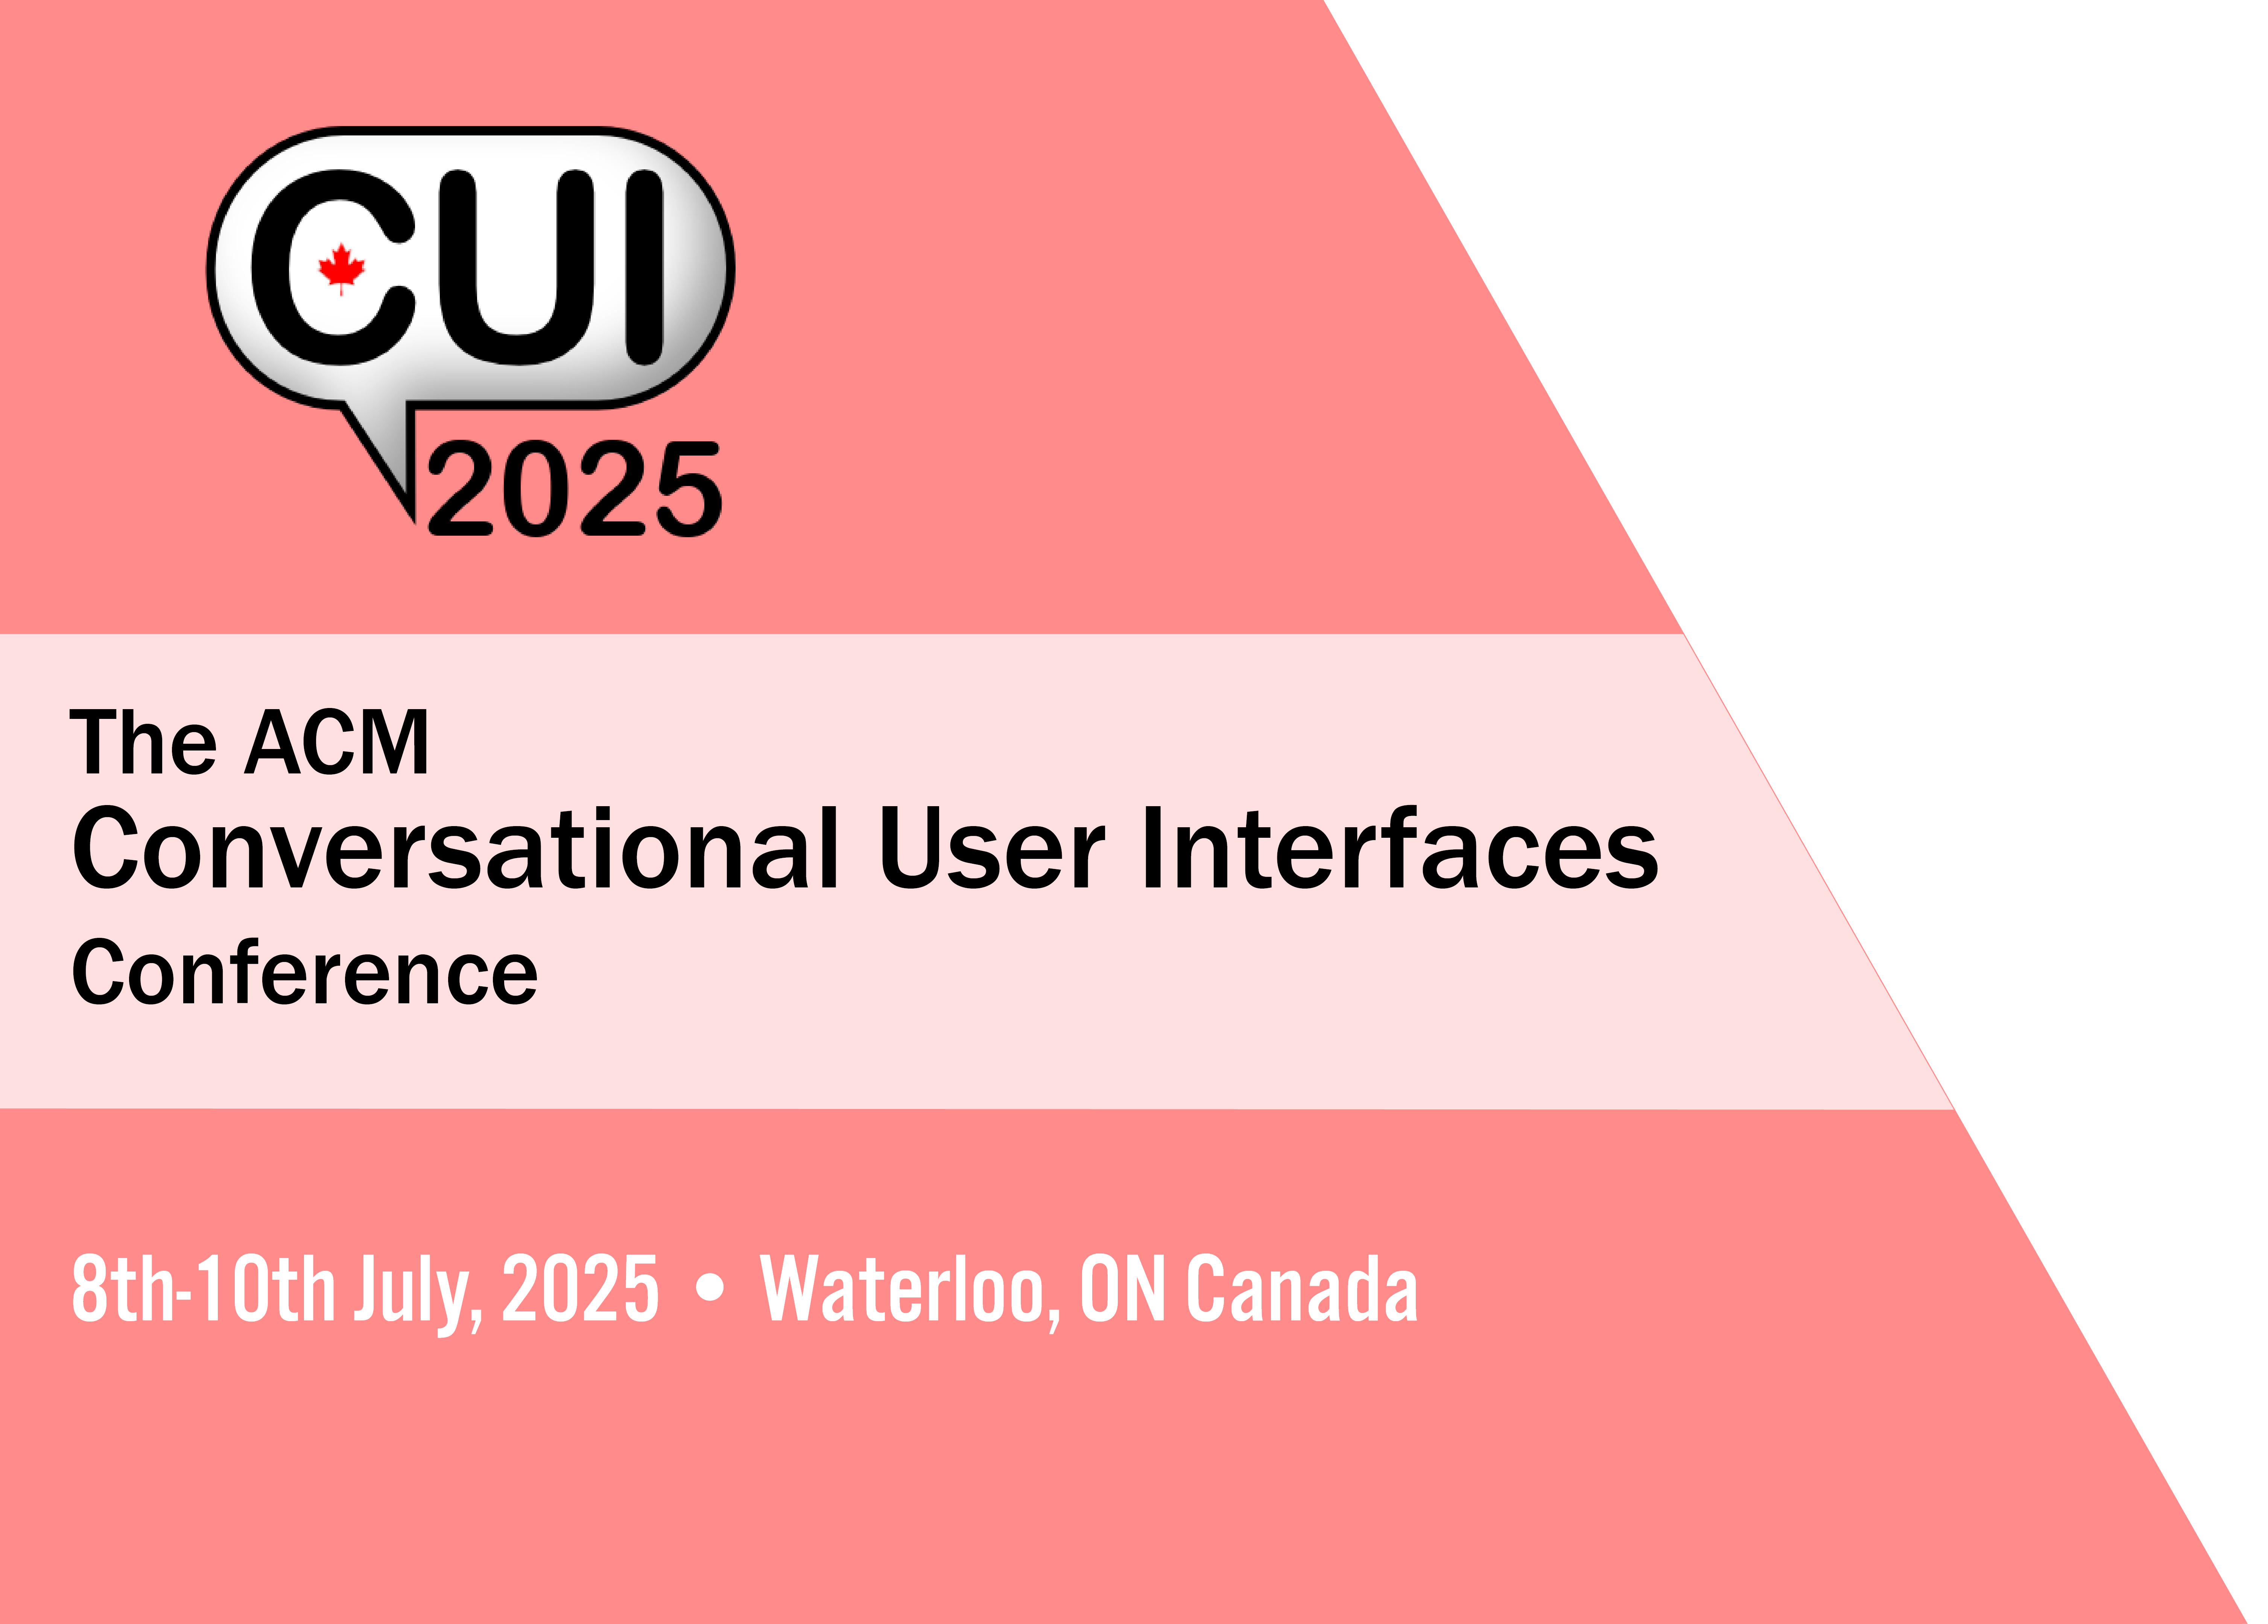 CUI
2025
The ACM
Conversational User Interfaces
Conference
8th-10th July, 2025 • Waterloo, ON Canada